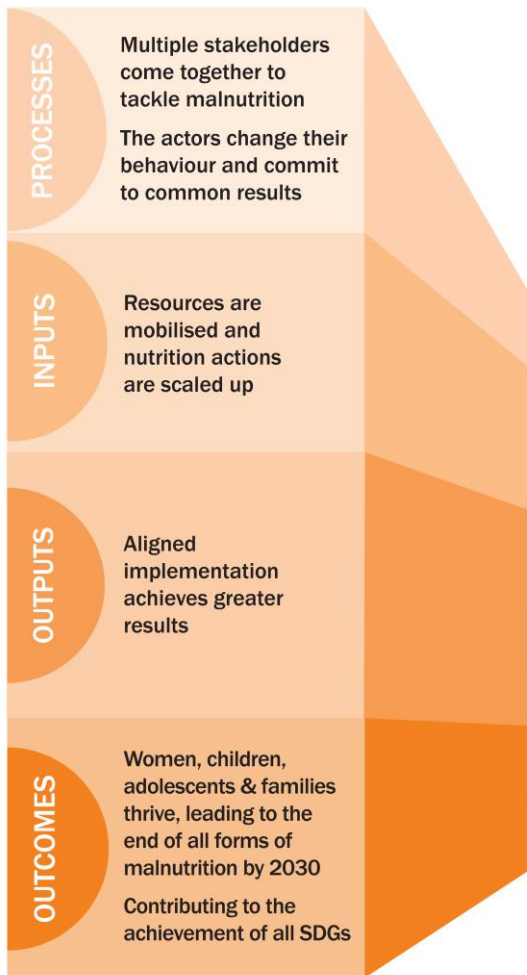 PROCESSES
Multiple stakeholders
come together to
tackle malnutrition
The actors change their
behaviour and commit
to common results
INPUTS
Resources are
mobilised and
nutrition actions
are scaled up
OUTPUTS
Aligned
implementation
achieves greater
results
OUTCOMES
Women, children,
adolescents & families
thrive, leading to the
end of all forms of
malnutrition by 2030
Contributing to the
achievement of all SDGs